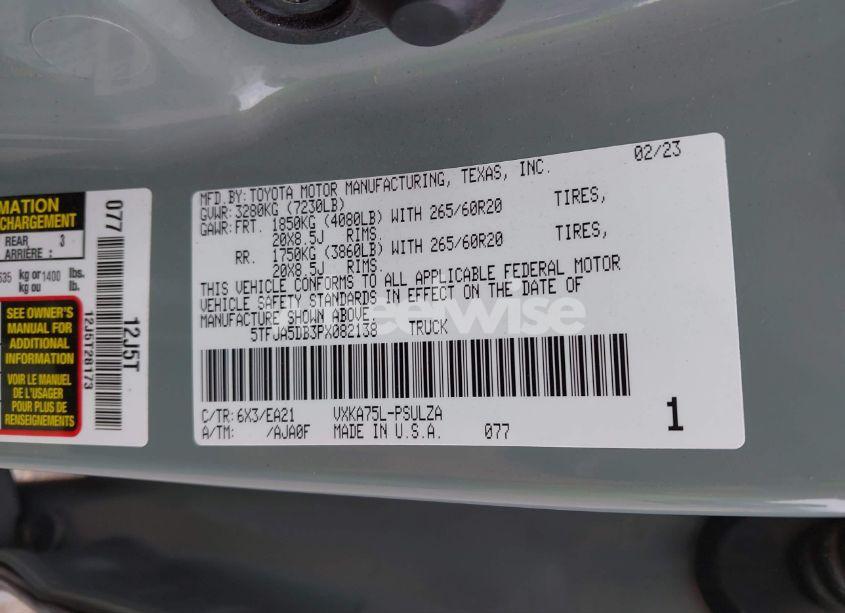 MATION
CHARGEMENT
REAR 3
ARRIÈRE :
635 kg or 1400 lbs.
kg ou lb.
SEE OWNER'S
MANUAL FOR
ADDITIONAL
INFORMATION
VOIR LE MANUEL
DE L'USAGER
POUR PLUS DE
RENSEIGNEMENTS
077
12J5T
12J5T28173
02/23
MFD.BY:TOYOTA MOTOR MANUFACTURING, TEXAS, INC.
GVWR:3280KG (7230LB)
GAWR:FRT. 1850KG (4080LB) WITH 265/60R20 TIRES,
20X8.5J RIMS.
RR. 1750KG (3860LB) WITH 265/60R20 TIRES,
20X8.5J RIMS.
THIS VEHICLE CONFORMS TO ALL APPLICABLE FEDERAL MOTOR
VEHICLE SAFETY STANDARDS IN EFFECT ON THE DATE OF
MANUFACTURE SHOWN ABOVE.
5TFJA5DB3PX082138 TRUCK
C/TR:6X3/EA21 VXKA75L-PSULZA
A/TM: /AJA0F MADE IN U.S.A. 077
1